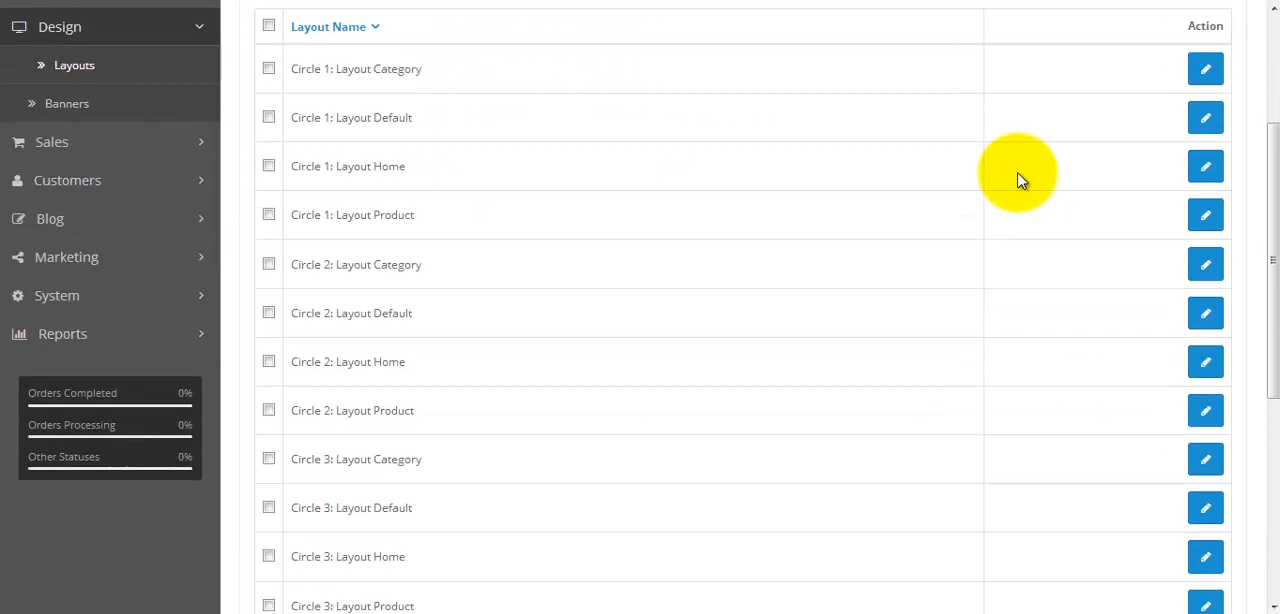 Design
Layouts
Banners
Sales
Customers
Blog
Marketing
System
Reports
Orders Completed 0%
Orders Processing 0%
Other Statuses 0%
Layout Name Action
Circle 1: Layout Category
Circle 1: Layout Default
Circle 1: Layout Home
Circle 1: Layout Product
Circle 2: Layout Category
Circle 2: Layout Default
Circle 2: Layout Home
Circle 2: Layout Product
Circle 3: Layout Category
Circle 3: Layout Default
Circle 3: Layout Home
Circle 3: Layout Product